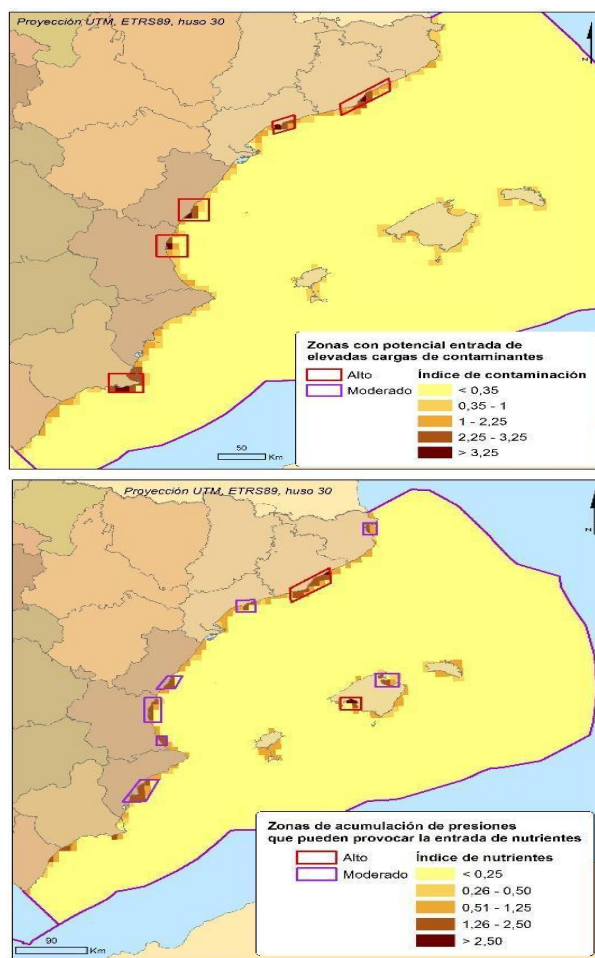 Proyección UTM, ETRS89, huso 30
Z
Zonas con potencial entrada de
elevadas cargas de contaminantes
Alto
Moderado
Índice de contaminación
< 0,35
0,35 - 1
1 - 2,25
2,25 - 3,25
> 3,25
50
Km
Proyección UTM, ETRS89, huso 30
Z
Zonas de acumulación de presiones
que pueden provocar la entrada de nutrientes
Alto
Moderado
Índice de nutrientes
< 0,25
0,26 - 0,50
0,51 - 1,25
1,26 - 2,50
> 2,50
90
Km